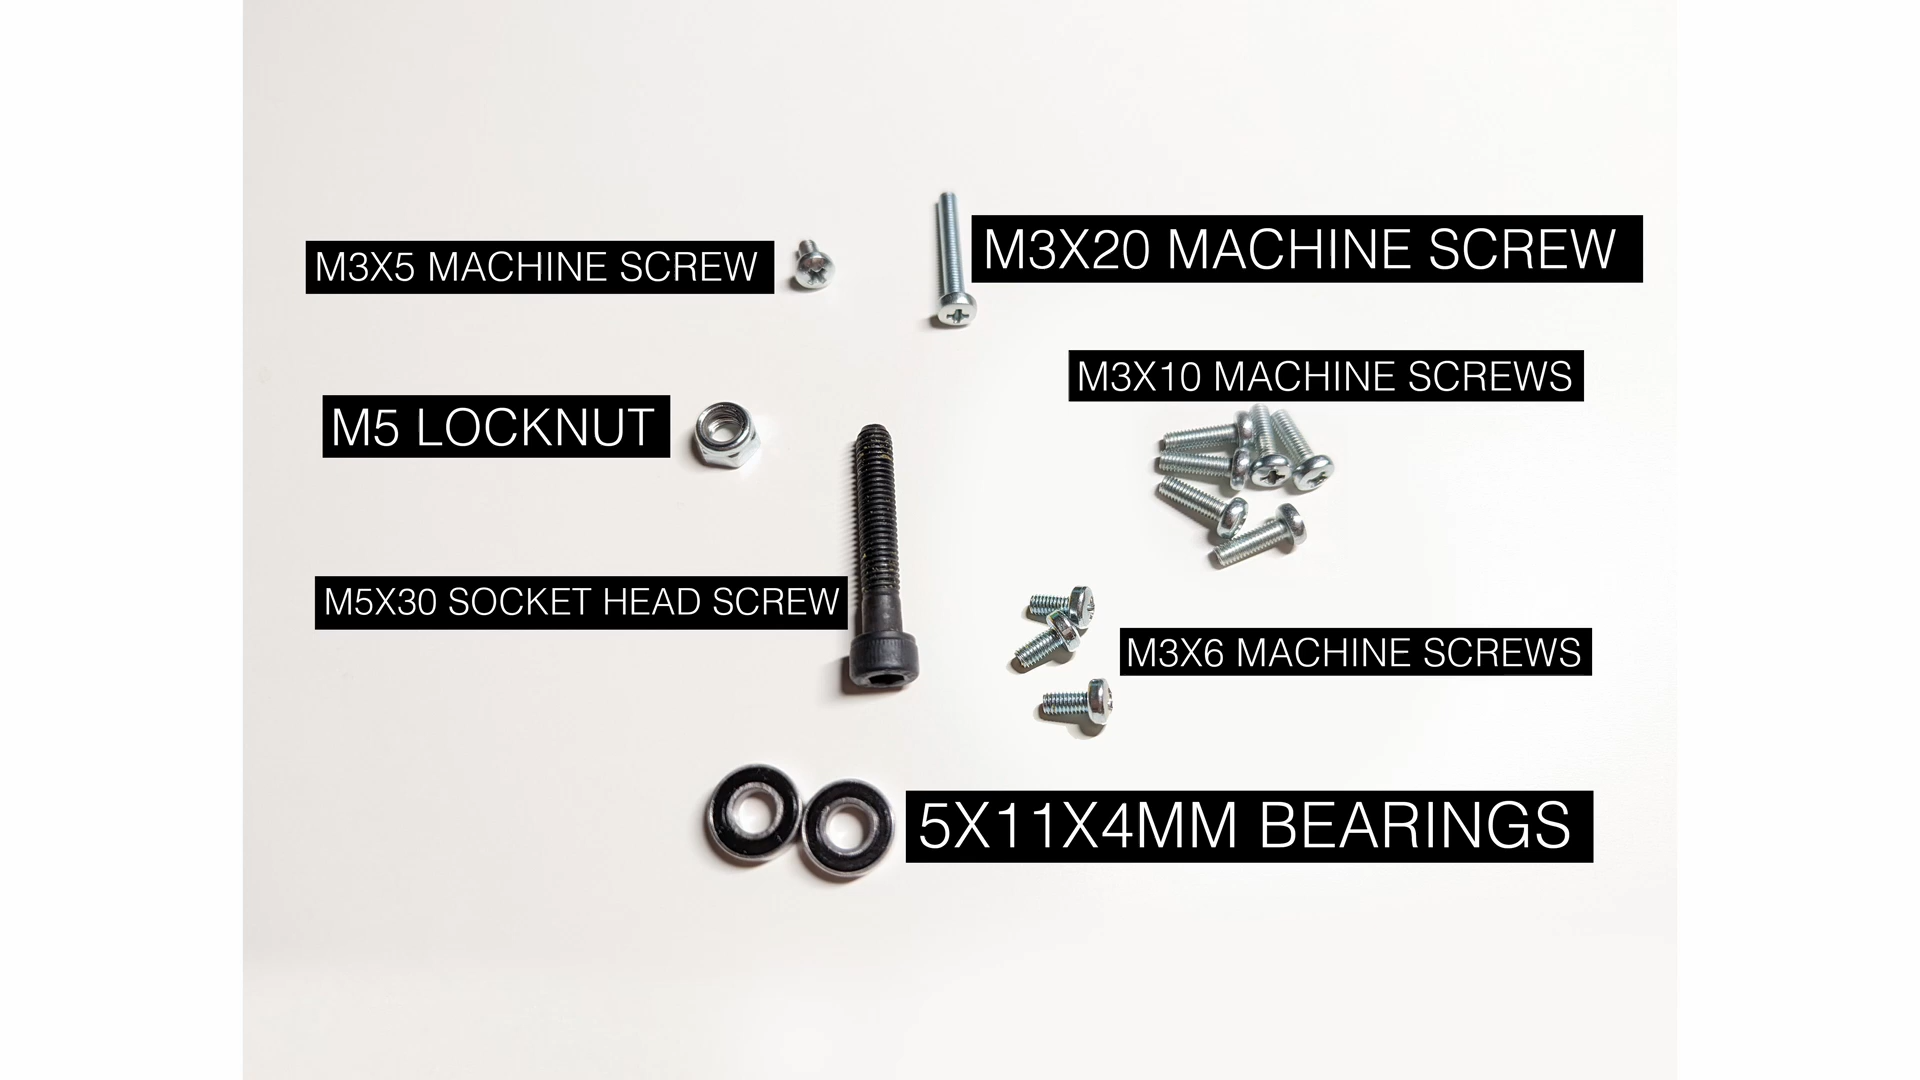 M3X5 MACHINE SCREW
M3X20 MACHINE SCREW
M3X10 MACHINE SCREWS
M5 LOCKNUT
M5X30 SOCKET HEAD SCREW
M3X6 MACHINE SCREWS
5X11X4MM BEARINGS